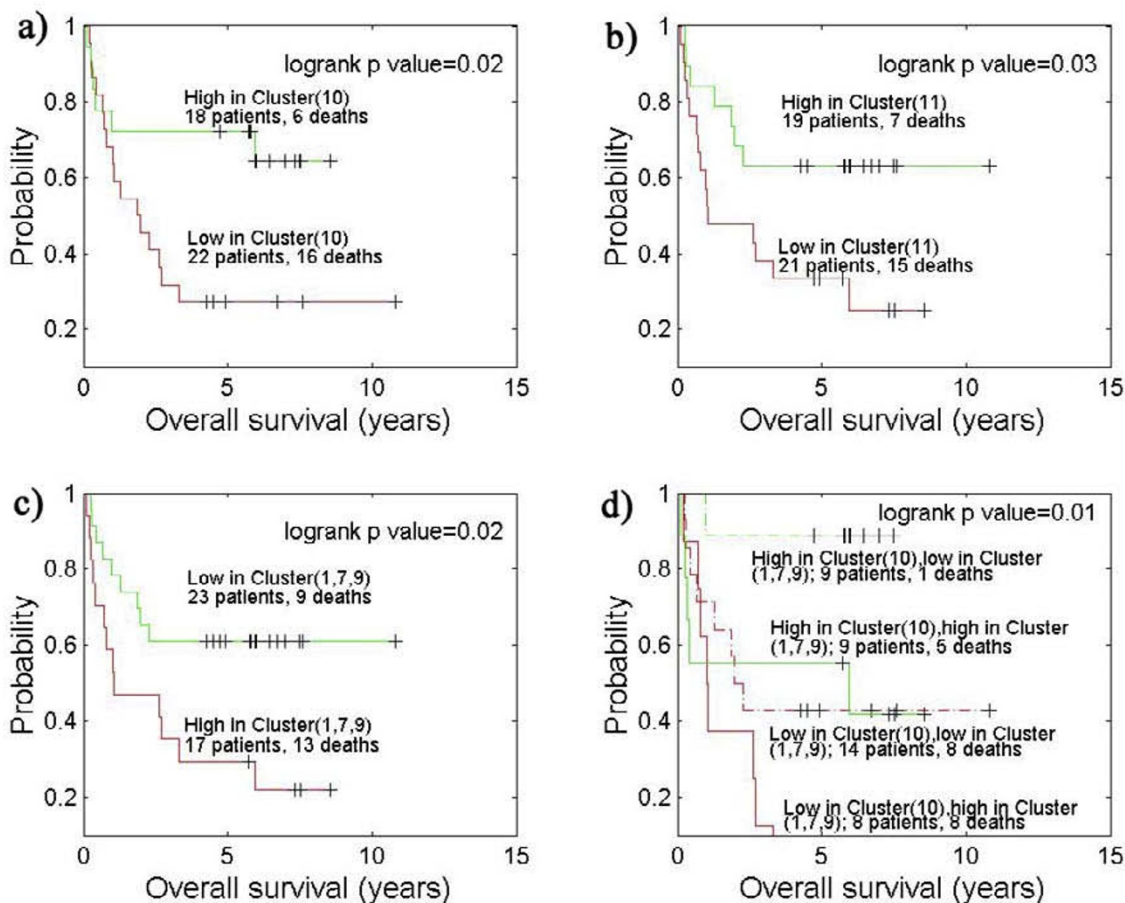 a)
1
0.8
0.6
0.4
0.2
Probability
logrank p value=0.02
High in Cluster(10)
18 patients, 6 deaths
Low in Cluster(10)
22 patients, 16 deaths
0 5 10 15
Overall survival (years)
b)
1
0.8
0.6
0.4
0.2
Probability
logrank p value=0.03
High in Cluster(11)
19 patients, 7 deaths
Low in Cluster(11)
21 patients, 15 deaths
0 5 10 15
Overall survival (years)
c)
1
0.8
0.6
0.4
0.2
Probability
logrank p value=0.02
Low in Cluster(1,7,9)
23 patients, 9 deaths
High in Cluster(1,7,9)
17 patients, 13 deaths
0 5 10 15
Overall survival (years)
d)
1
0.8
0.6
0.4
0.2
Probability
logrank p value=0.01
High in Cluster(10),low in Cluster
(1,7,9); 9 patients, 1 deaths
High in Cluster(10),high in Cluster
(1,7,9); 9 patients, 5 deaths
Low in Cluster(10),low in Cluster
(1,7,9); 14 patients, 8 deaths
Low in Cluster(10),high in Cluster
(1,7,9); 8 patients, 8 deaths
0 5 10 15
Overall survival (years)